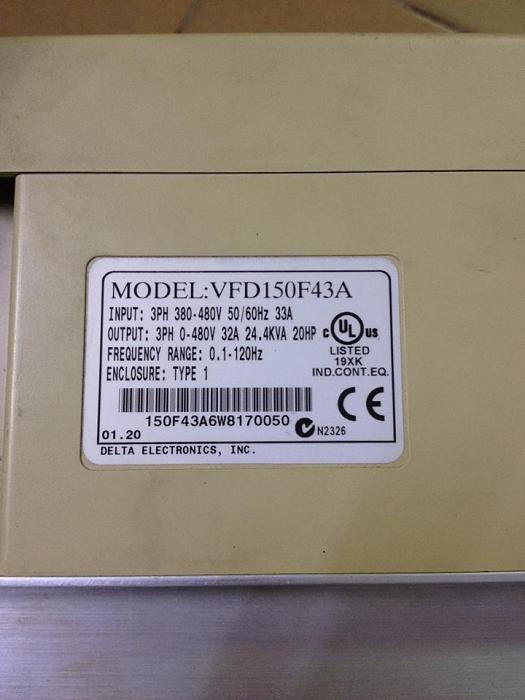 MODEL:VFD150F43A
INPUT: 3PH 380-480V 50/60Hz 33A
OUTPUT: 3PH 0-480V 32A 24.4KVA 20HP
FREQUENCY RANGE: 0.1-120Hz
ENCLOSURE: TYPE 1
c UL us
LISTED
19XK
IND.CONT.EQ.
150F43A6W8170050
CE
N2326
01.20
DELTA ELECTRONICS, INC.